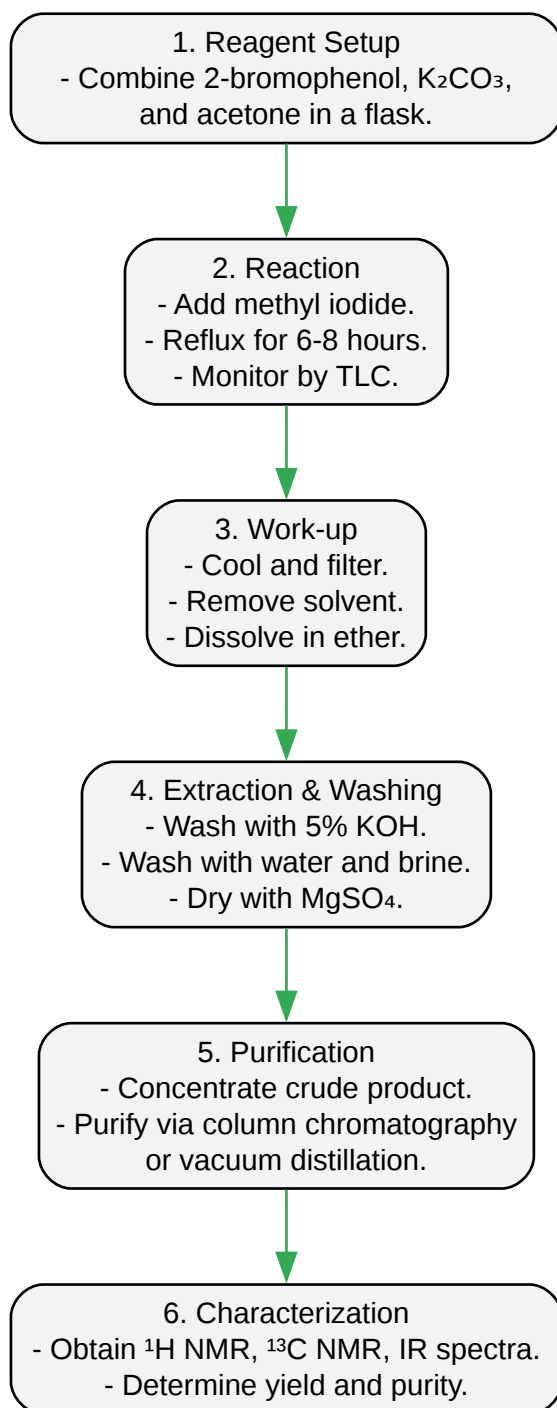 1. Reagent Setup
- Combine 2-bromophenol, K₂CO₃,
and acetone in a flask.
2. Reaction
- Add methyl iodide.
- Reflux for 6-8 hours.
- Monitor by TLC.
3. Work-up
- Cool and filter.
- Remove solvent.
- Dissolve in ether.
4. Extraction & Washing
- Wash with 5% KOH.
- Wash with water and brine.
- Dry with MgSO₄.
5. Purification
- Concentrate crude product.
- Purify via column chromatography
or vacuum distillation.
6. Characterization
- Obtain ¹H NMR, ¹³C NMR, IR spectra.
- Determine yield and purity.